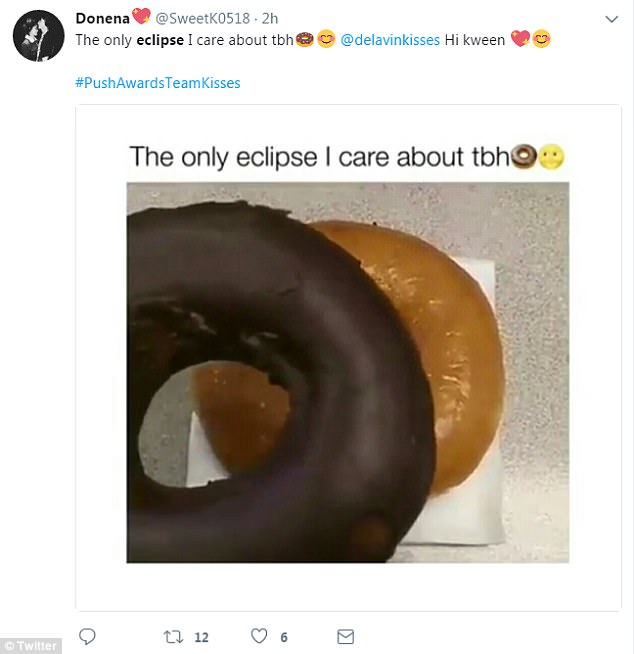 Donena💖 @SweetK0518 · 2h
The only eclipse I care about tbh🍩😊 @delavinkisses Hi kween 💖😊
#PushAwardsTeamKisses
The only eclipse I care about tbh🍩🌝
12 6
© Twitter